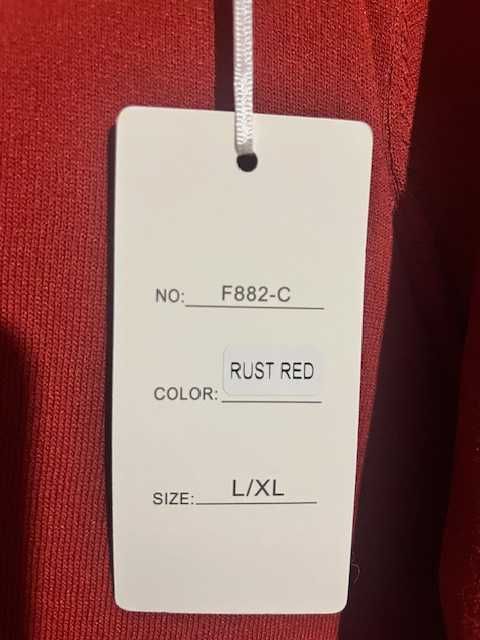 NO: F882-C
COLOR: RUST RED
SIZE: L/XL